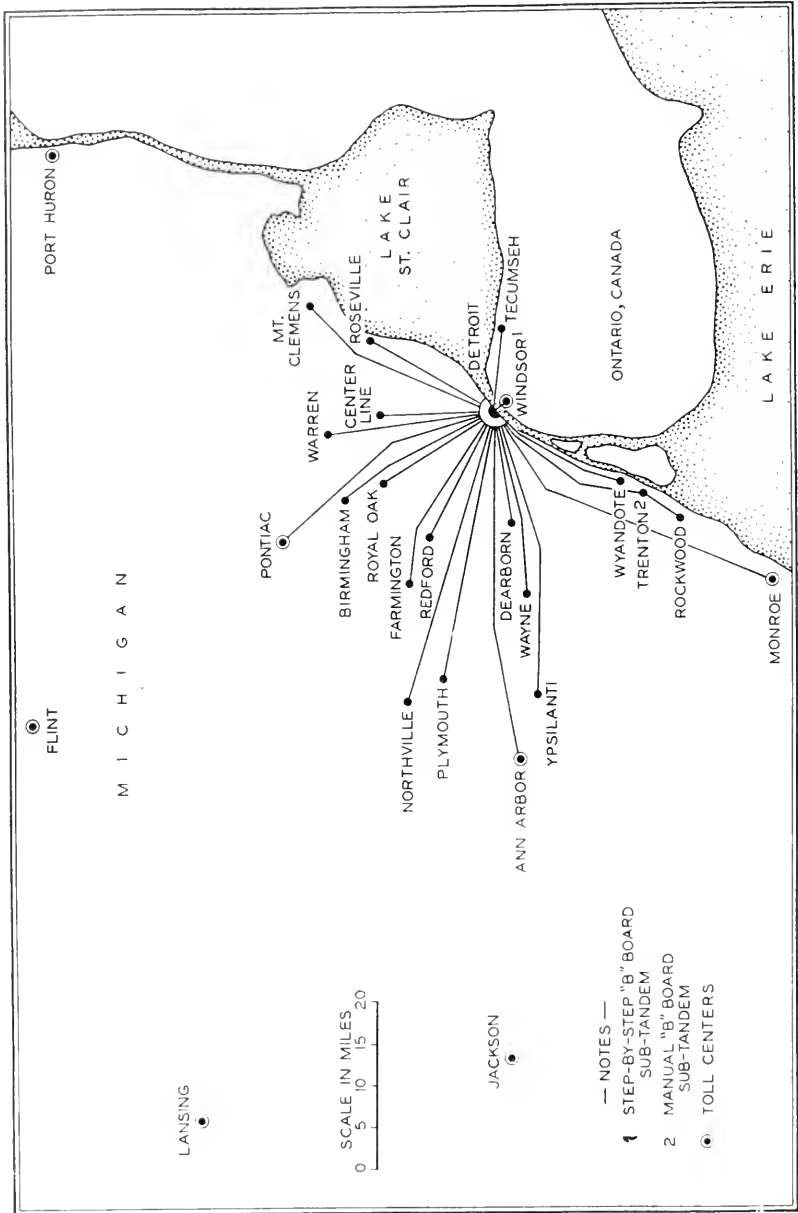 PORT HURON
FLINT
MICHIGAN
LANSING
MT.
CLEMENS
LAKE
ST. CLAIR
ROSEVILLE
WARREN
CENTER
LINE
PONTIAC
BIRMINGHAM
ROYAL OAK
FARMINGTON
REDFORD
NORTHVILLE
PLYMOUTH
DETROIT
TECUMSEH
WINDSOR1
DEARBORN
WAYNE
YPSILANTI
ANN ARBOR
WYANDOTE
TRENTON2
ROCKWOOD
MONROE
ONTARIO, CANADA
LAKE ERIE
SCALE IN MILES
0 5 10 15 20
JACKSON
— NOTES —
1 STEP-BY-STEP "B" BOARD
SUB-TANDEM
2 MANUAL "B" BOARD
SUB-TANDEM
TOLL CENTERS